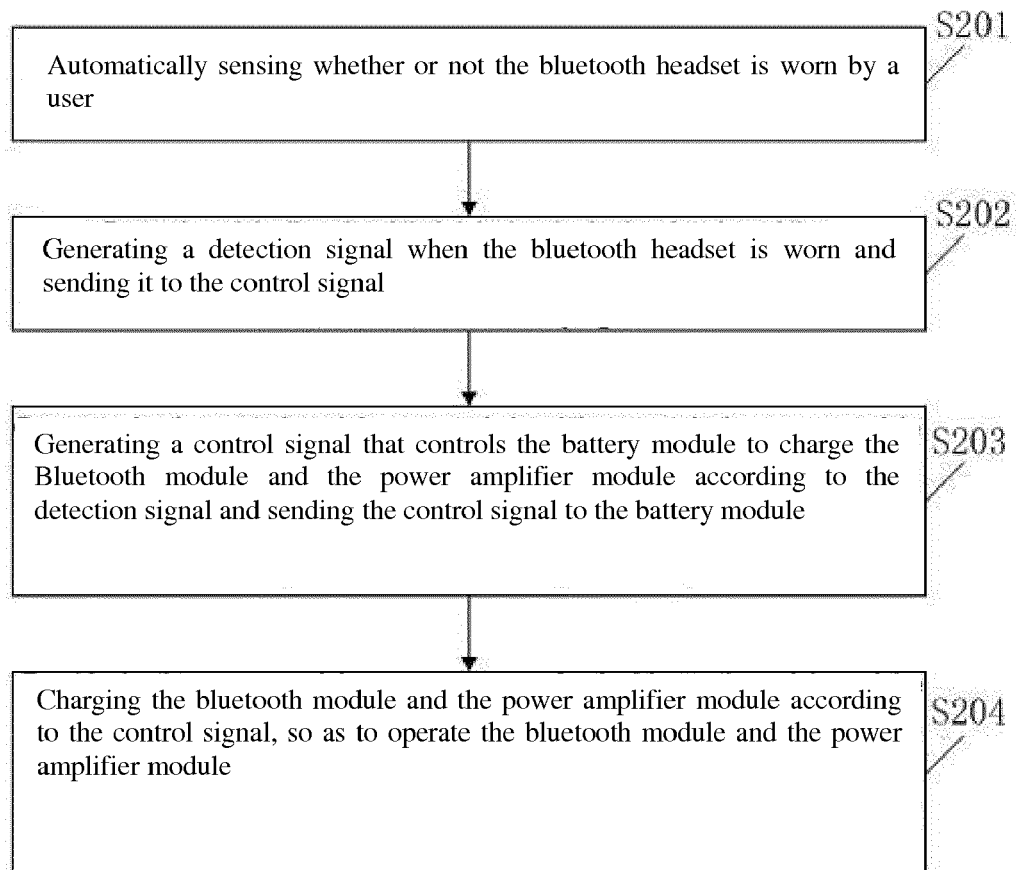 S201
Automatically sensing whether or not the bluetooth headset is worn by a
user
S202
Generating a detection signal when the bluetooth headset is worn and
sending it to the control signal
S203
Generating a control signal that controls the battery module to charge the
Bluetooth module and the power amplifier module according to the
detection signal and sending the control signal to the battery module
S204
Charging the bluetooth module and the power amplifier module according
to the control signal, so as to operate the bluetooth module and the power
amplifier module